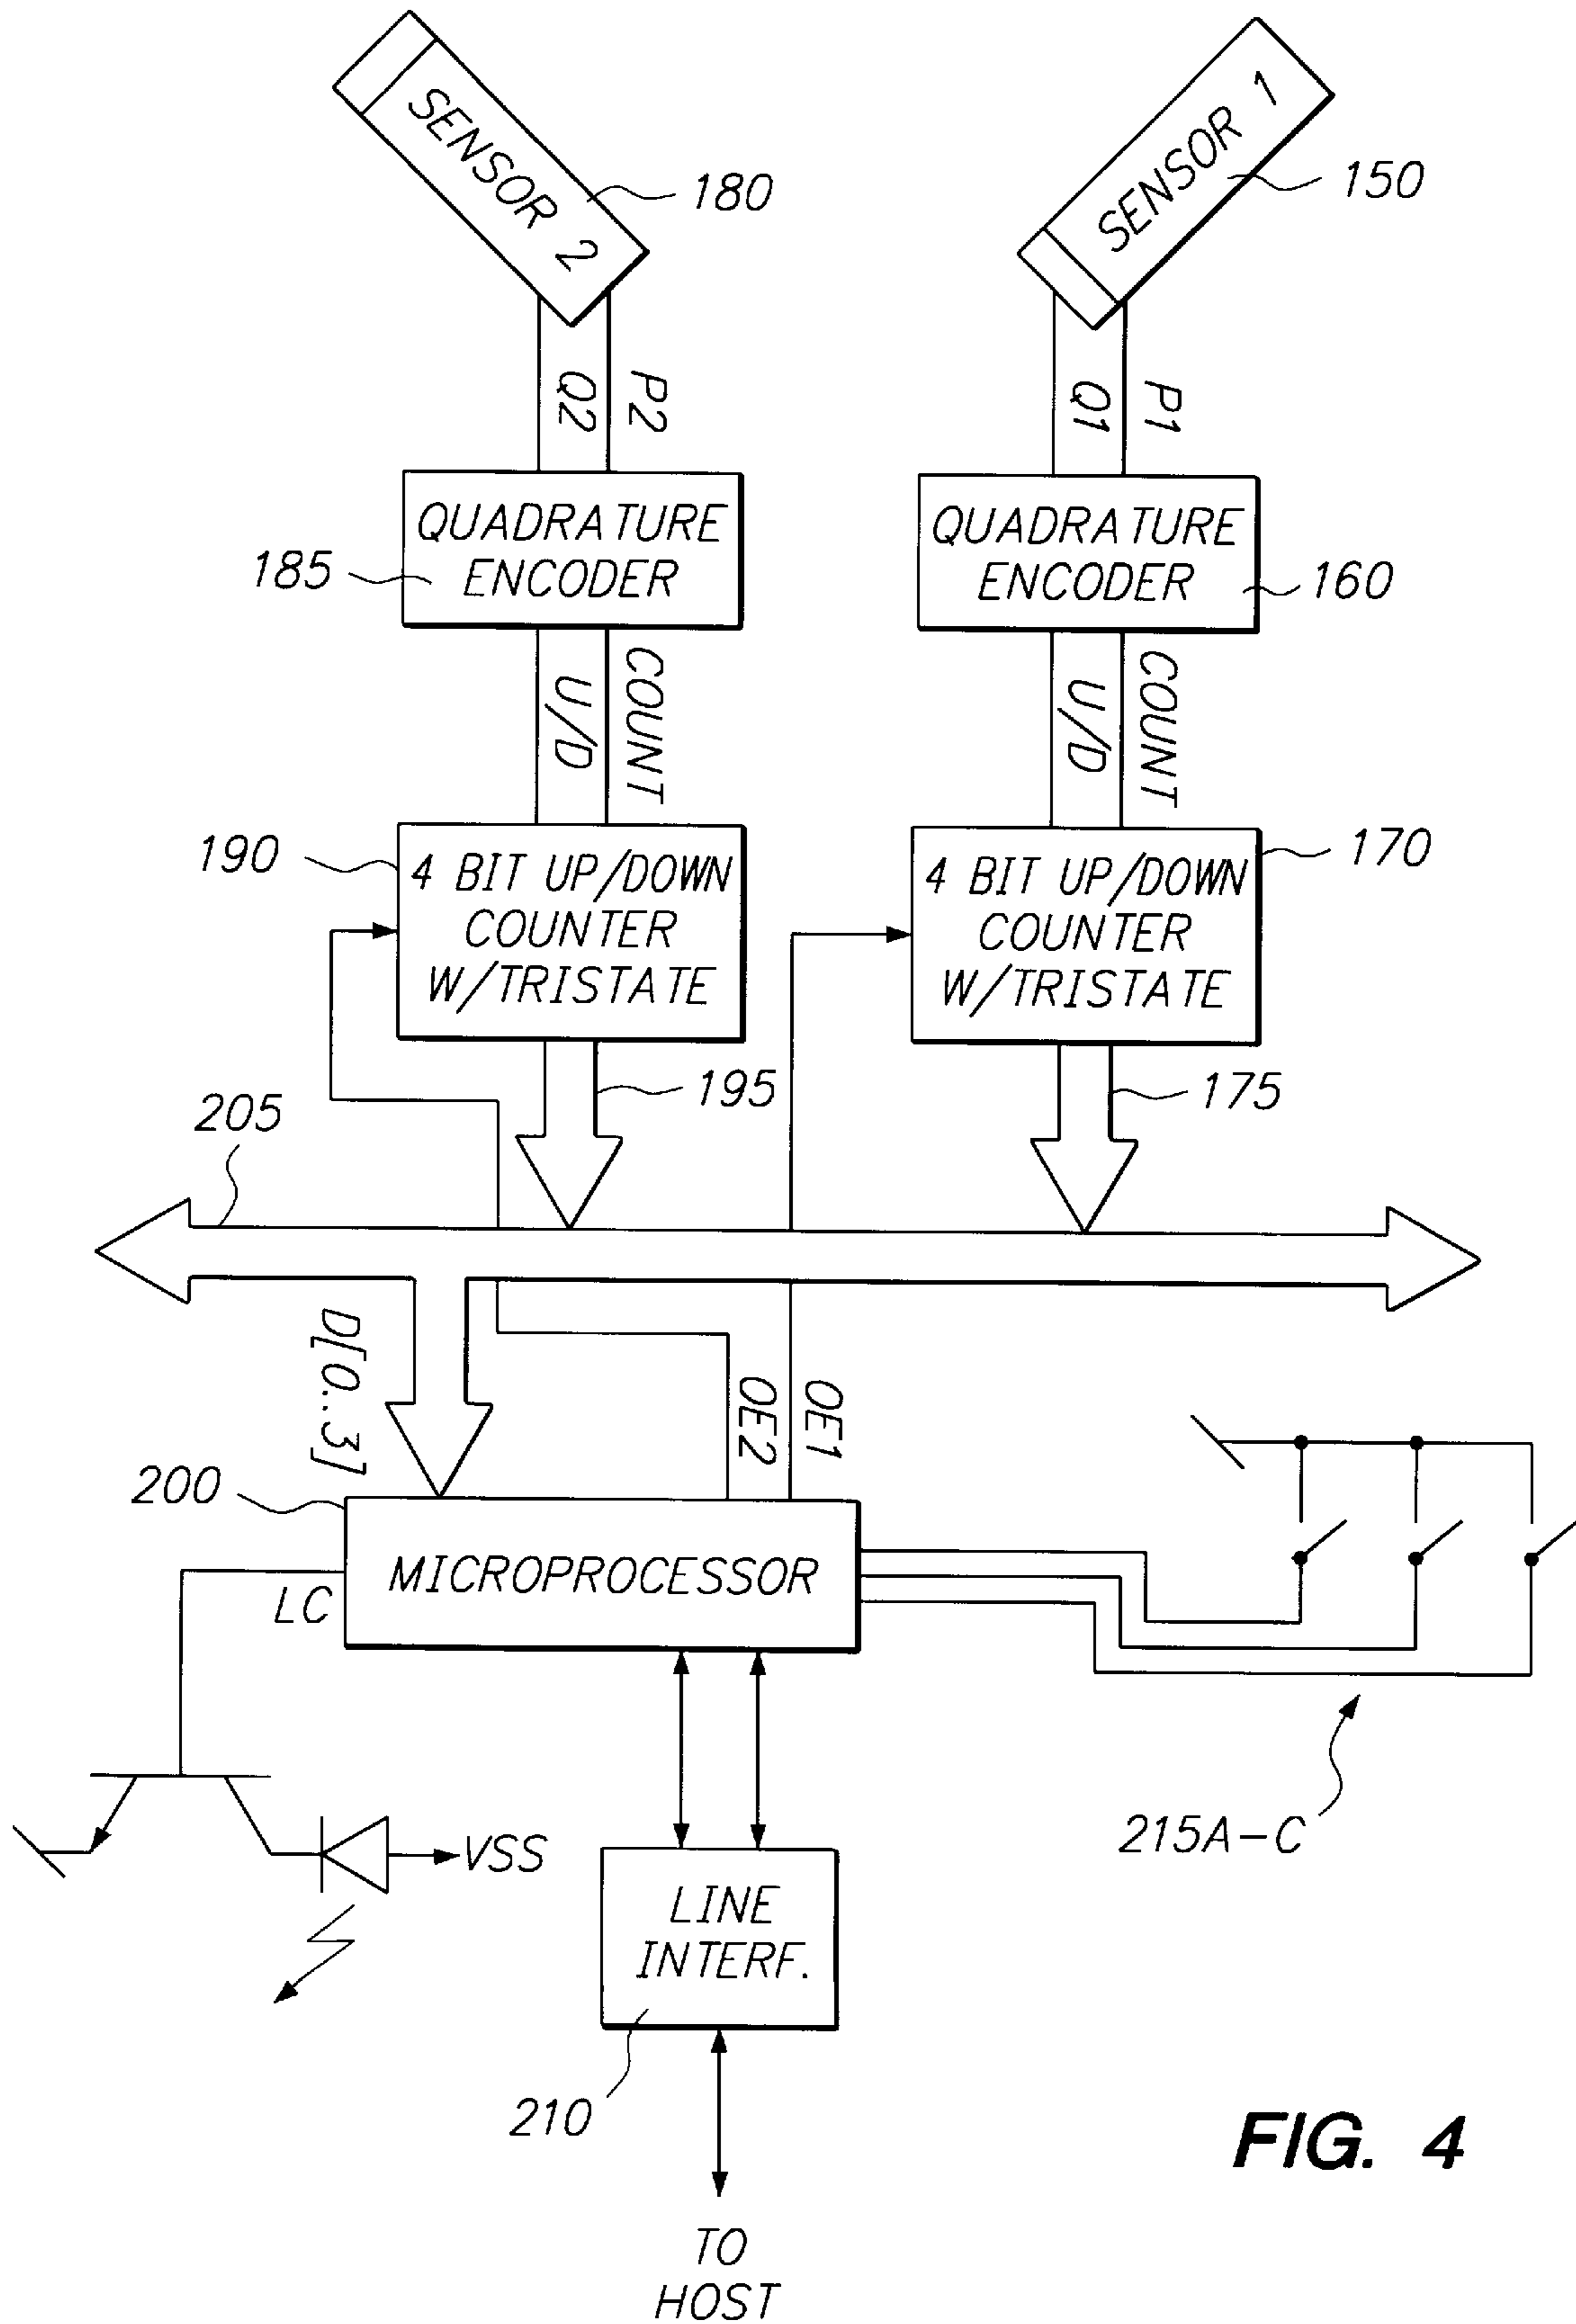 SENSOR 2
180
SENSOR 1
150
Q2
P2
Q1
P1
QUADRATURE
ENCODER
185
QUADRATURE
ENCODER
160
U/D
COUNT
U/D
COUNT
190
4 BIT UP/DOWN
COUNTER
W/TRISTATE
170
4 BIT UP/DOWN
COUNTER
W/TRISTATE
195
175
205
D[0..3]
OE2
OE1
200
MICROPROCESSOR
LC
215A-C
VSS
LINE
INTERF.
210
TO
HOST
FIG. 4